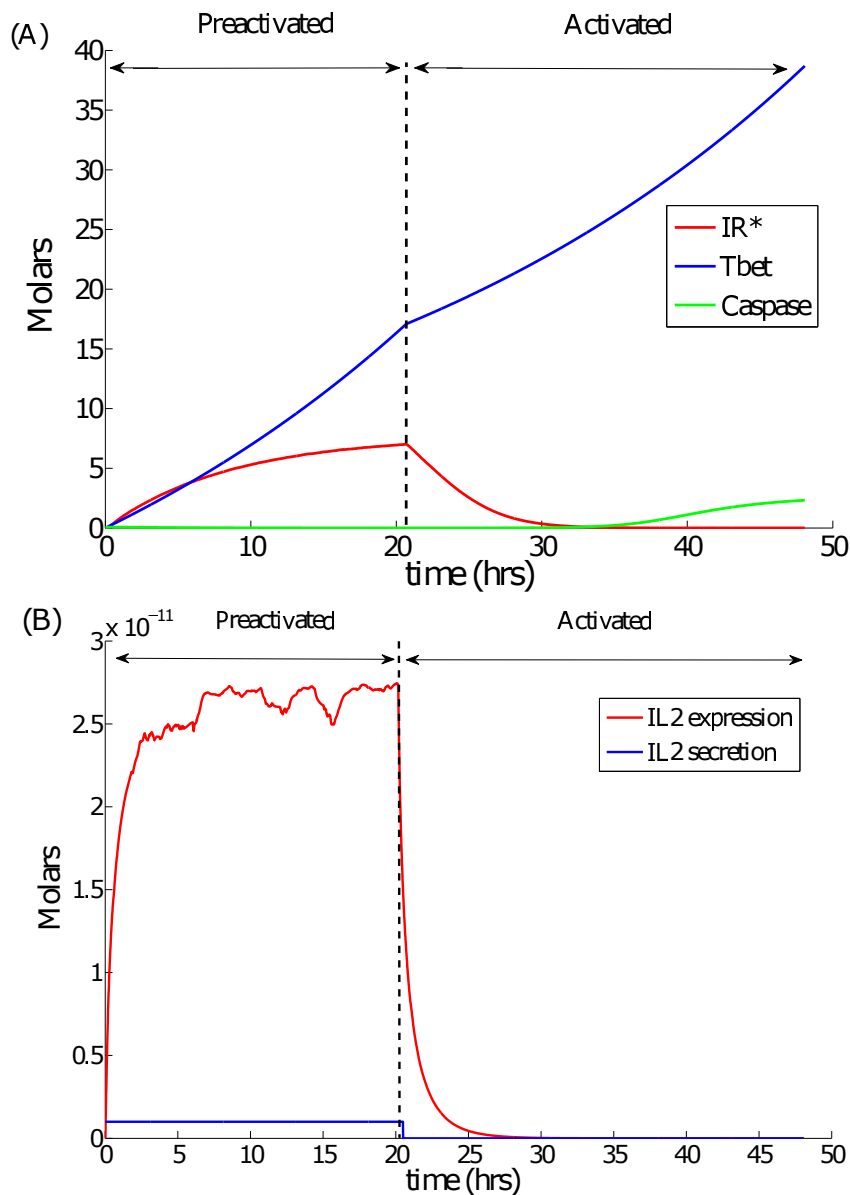 (A)
Preactivated Activated
40
35
30
25
20
15
10
5
0
Molars
IR*
Tbet
Caspase
0 10 20 30 40 50
time (hrs)
(B)
Preactivated Activated
3 x 10⁻¹¹
2.5
2
1.5
1
0.5
0
Molars
IL2 expression
IL2 secretion
0 5 10 15 20 25 30 35 40 45 50
time (hrs)